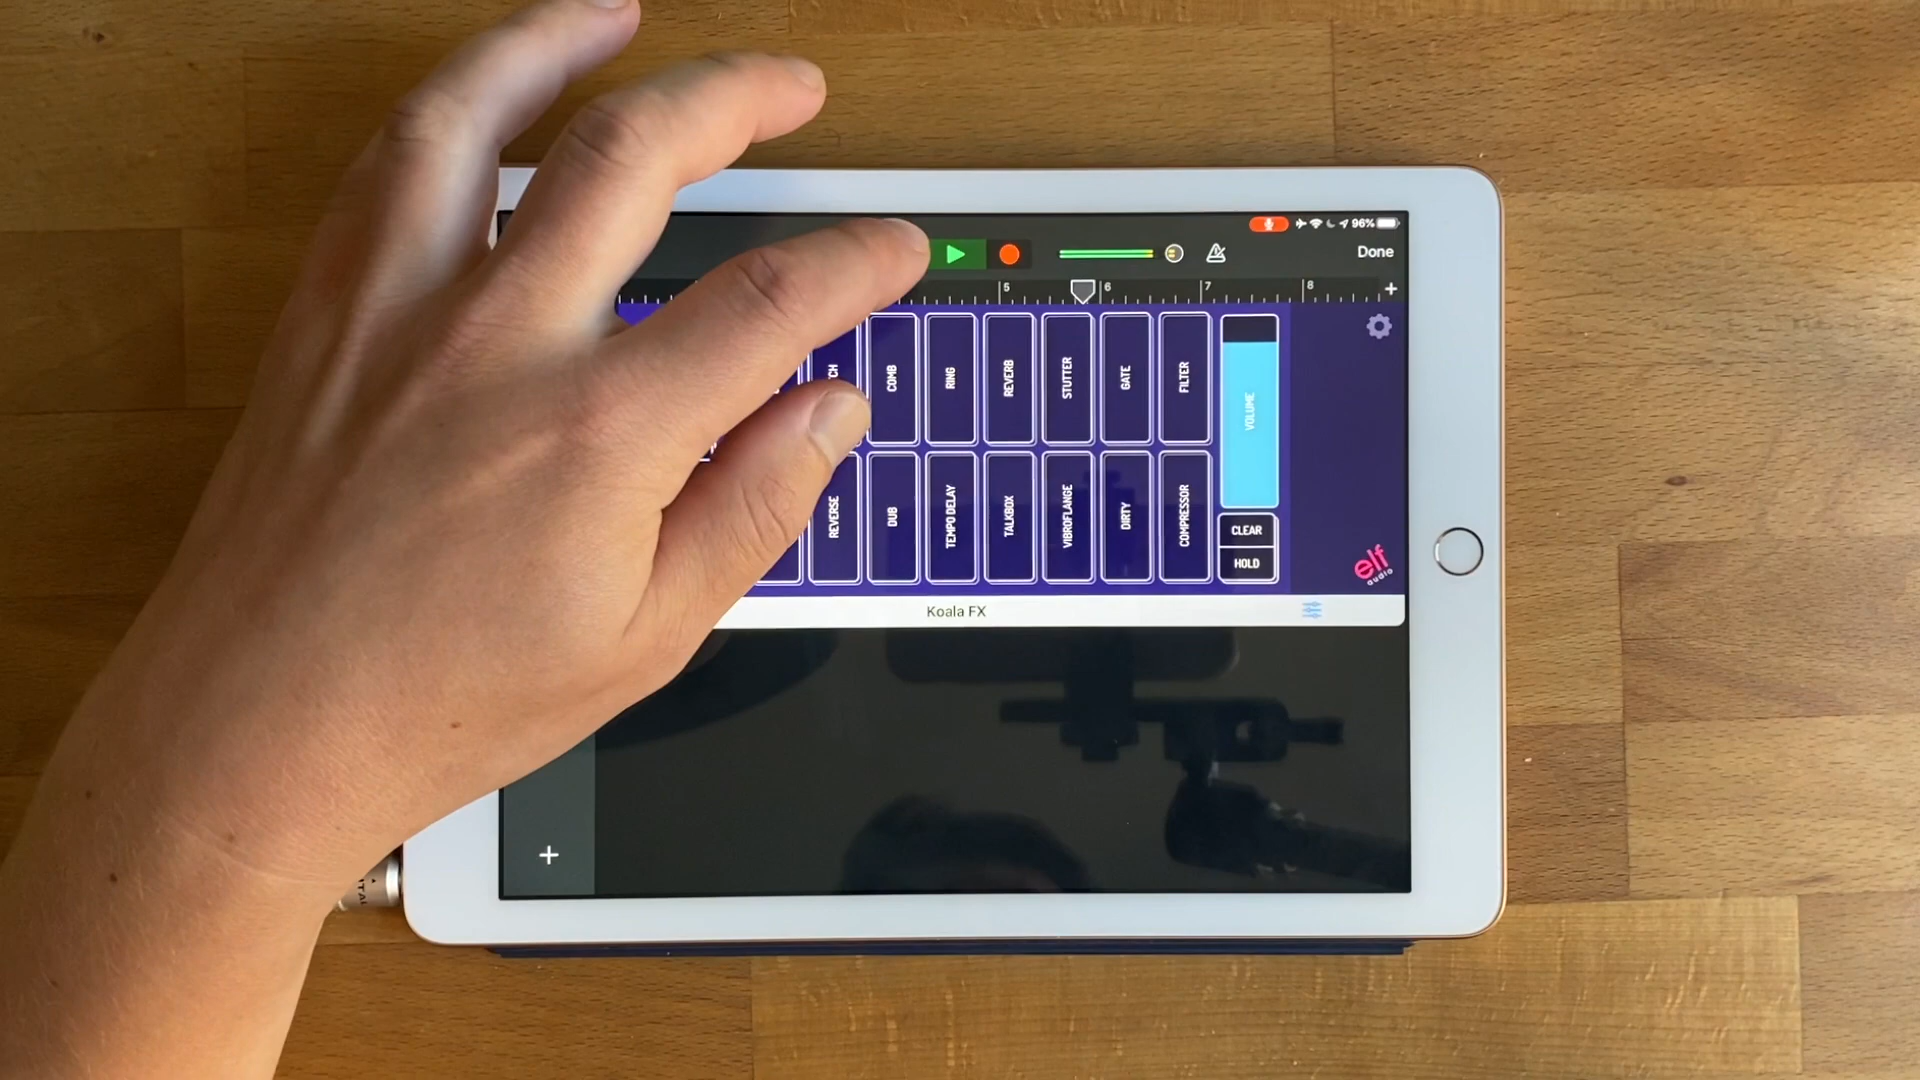 96%
Done
5 6 7 8
COMB
RING
REVERB
STUTTER
GATE
FILTER
VOLUME
REVERSE
DUB
TEMPO DELAY
TALKBOX
VIBROFLANGE
DIRTY
COMPRESSOR
CLEAR
HOLD
elf
audio
Koala FX